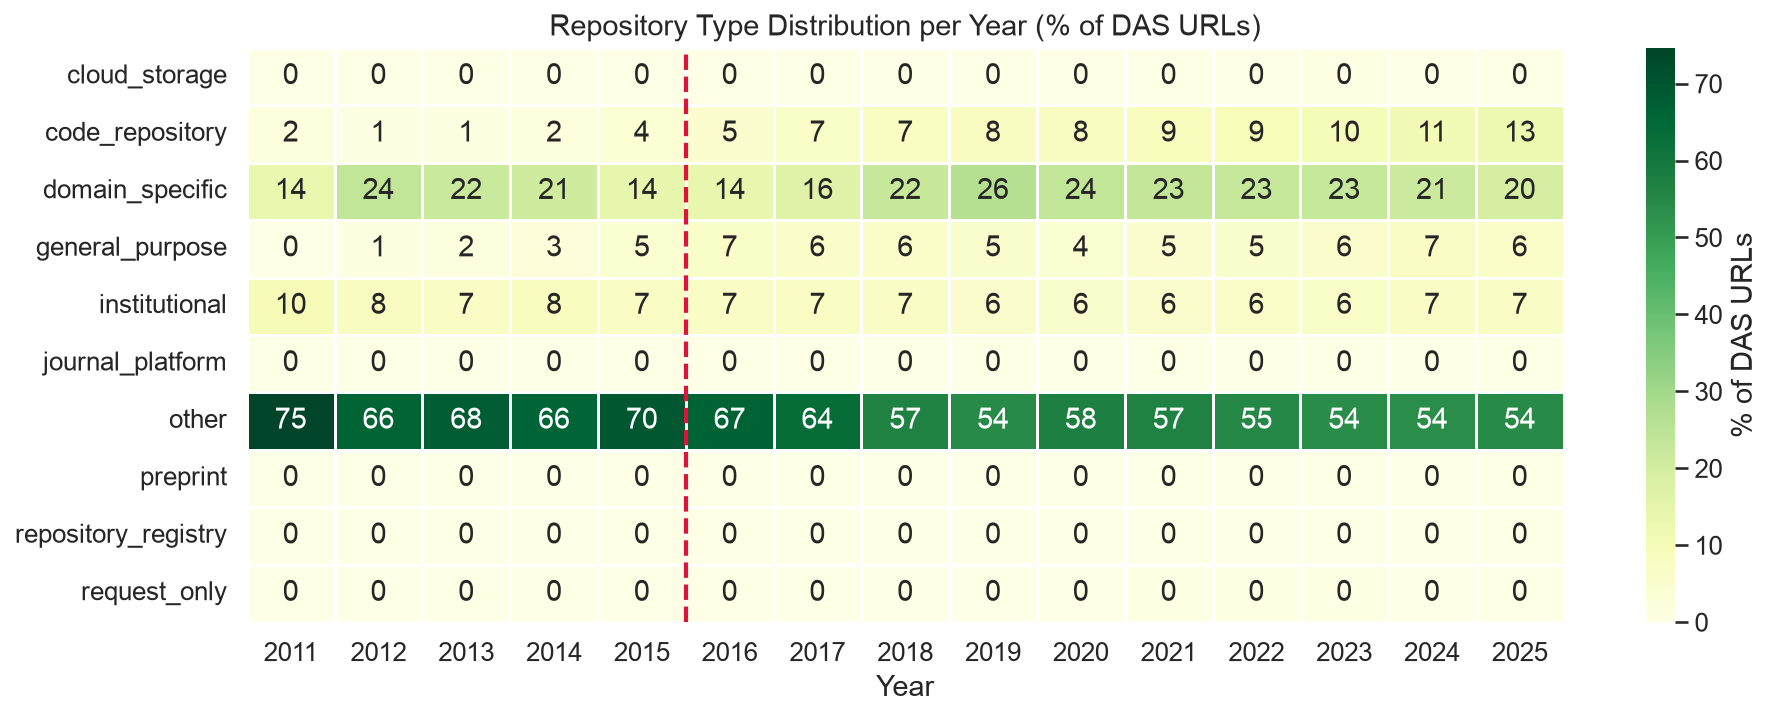 Repository Type Distribution per Year (% of DAS URLs)
cloud_storage 0 0 0 0 0 0 0 0 0 0 0 0 0 0 0
code_repository 2 1 1 2 4 5 7 7 8 8 9 9 10 11 13
domain_specific 14 24 22 21 14 14 16 22 26 24 23 23 23 21 20
general_purpose 0 1 2 3 5 7 6 6 5 4 5 5 6 7 6
institutional 10 8 7 8 7 7 7 7 6 6 6 6 6 7 7
journal_platform 0 0 0 0 0 0 0 0 0 0 0 0 0 0 0
other 75 66 68 66 70 67 64 57 54 58 57 55 54 54 54
preprint 0 0 0 0 0 0 0 0 0 0 0 0 0 0 0
repository_registry 0 0 0 0 0 0 0 0 0 0 0 0 0 0 0
request_only 0 0 0 0 0 0 0 0 0 0 0 0 0 0 0
2011 2012 2013 2014 2015 2016 2017 2018 2019 2020 2021 2022 2023 2024 2025
Year
70
60
50
40
30
20
10
0
% of DAS URLs